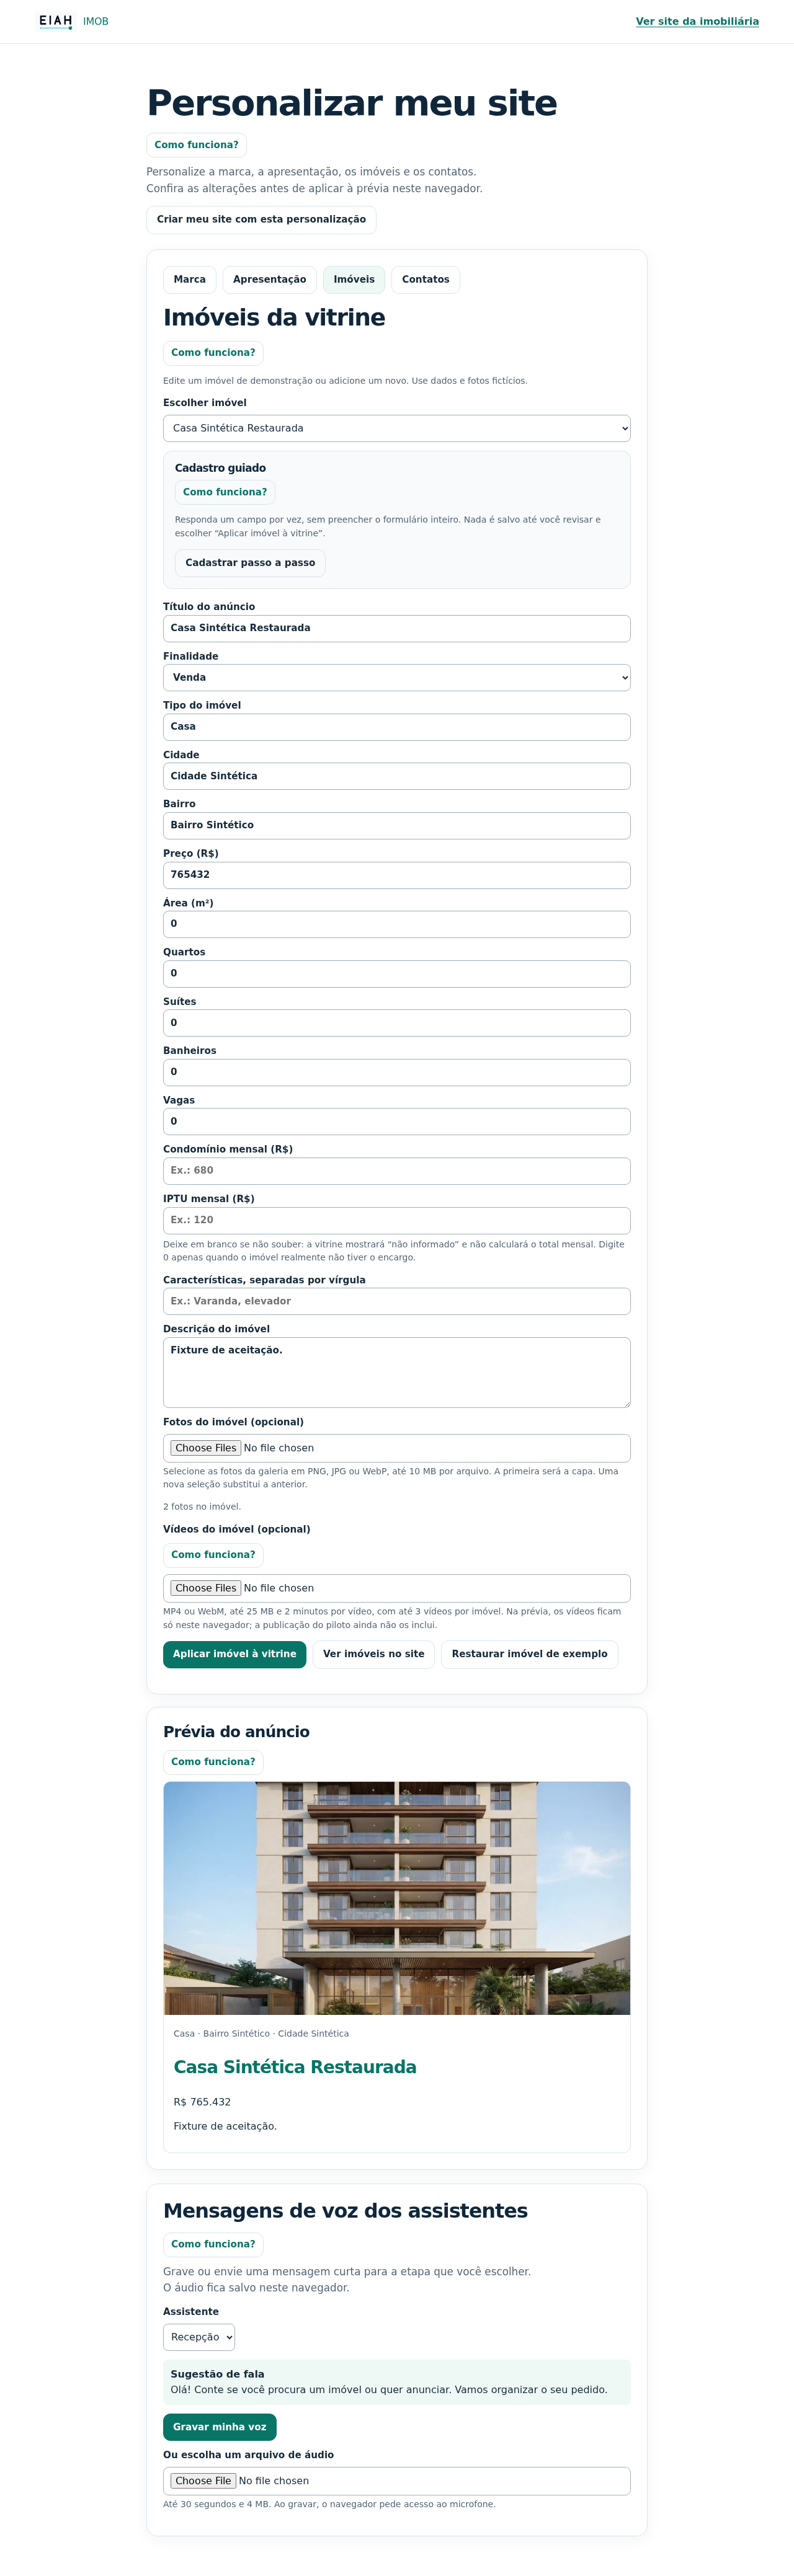 EIAH IMOB
Ver site da imobiliária
Personalizar meu site
Como funciona?
Personalize a marca, a apresentação, os imóveis e os contatos.
Confira as alterações antes de aplicar à prévia neste navegador.
Criar meu site com esta personalização
Marca Apresentação Imóveis Contatos
Imóveis da vitrine
Como funciona?
Edite um imóvel de demonstração ou adicione um novo. Use dados e fotos fictícios.
Escolher imóvel
Casa Sintética Restaurada
Cadastro guiado
Como funciona?
Responda um campo por vez, sem preencher o formulário inteiro. Nada é salvo até você revisar e
escolher “Aplicar imóvel à vitrine”.
Cadastrar passo a passo
Título do anúncio
Casa Sintética Restaurada
Finalidade
Venda
Tipo do imóvel
Casa
Cidade
Cidade Sintética
Bairro
Bairro Sintético
Preço (R$)
765432
Área (m²)
0
Quartos
0
Suítes
0
Banheiros
0
Vagas
0
Condomínio mensal (R$)
Ex.: 680
IPTU mensal (R$)
Ex.: 120
Deixe em branco se não souber: a vitrine mostrará “não informado” e não calculará o total mensal. Digite
0 apenas quando o imóvel realmente não tiver o encargo.
Características, separadas por vírgula
Ex.: Varanda, elevador
Descrição do imóvel
Fixture de aceitação.
Fotos do imóvel (opcional)
Choose Files No file chosen
Selecione as fotos da galeria em PNG, JPG ou WebP, até 10 MB por arquivo. A primeira será a capa. Uma
nova seleção substitui a anterior.
2 fotos no imóvel.
Vídeos do imóvel (opcional)
Como funciona?
Choose Files No file chosen
MP4 ou WebM, até 25 MB e 2 minutos por vídeo, com até 3 vídeos por imóvel. Na prévia, os vídeos ficam
só neste navegador; a publicação do piloto ainda não os inclui.
Aplicar imóvel à vitrine Ver imóveis no site Restaurar imóvel de exemplo
Prévia do anúncio
Como funciona?
Casa · Bairro Sintético · Cidade Sintética
Casa Sintética Restaurada
R$ 765.432
Fixture de aceitação.
Mensagens de voz dos assistentes
Como funciona?
Grave ou envie uma mensagem curta para a etapa que você escolher.
O áudio fica salvo neste navegador.
Assistente
Recepção
Sugestão de fala
Olá! Conte se você procura um imóvel ou quer anunciar. Vamos organizar o seu pedido.
Gravar minha voz
Ou escolha um arquivo de áudio
Choose File No file chosen
Até 30 segundos e 4 MB. Ao gravar, o navegador pede acesso ao microfone.